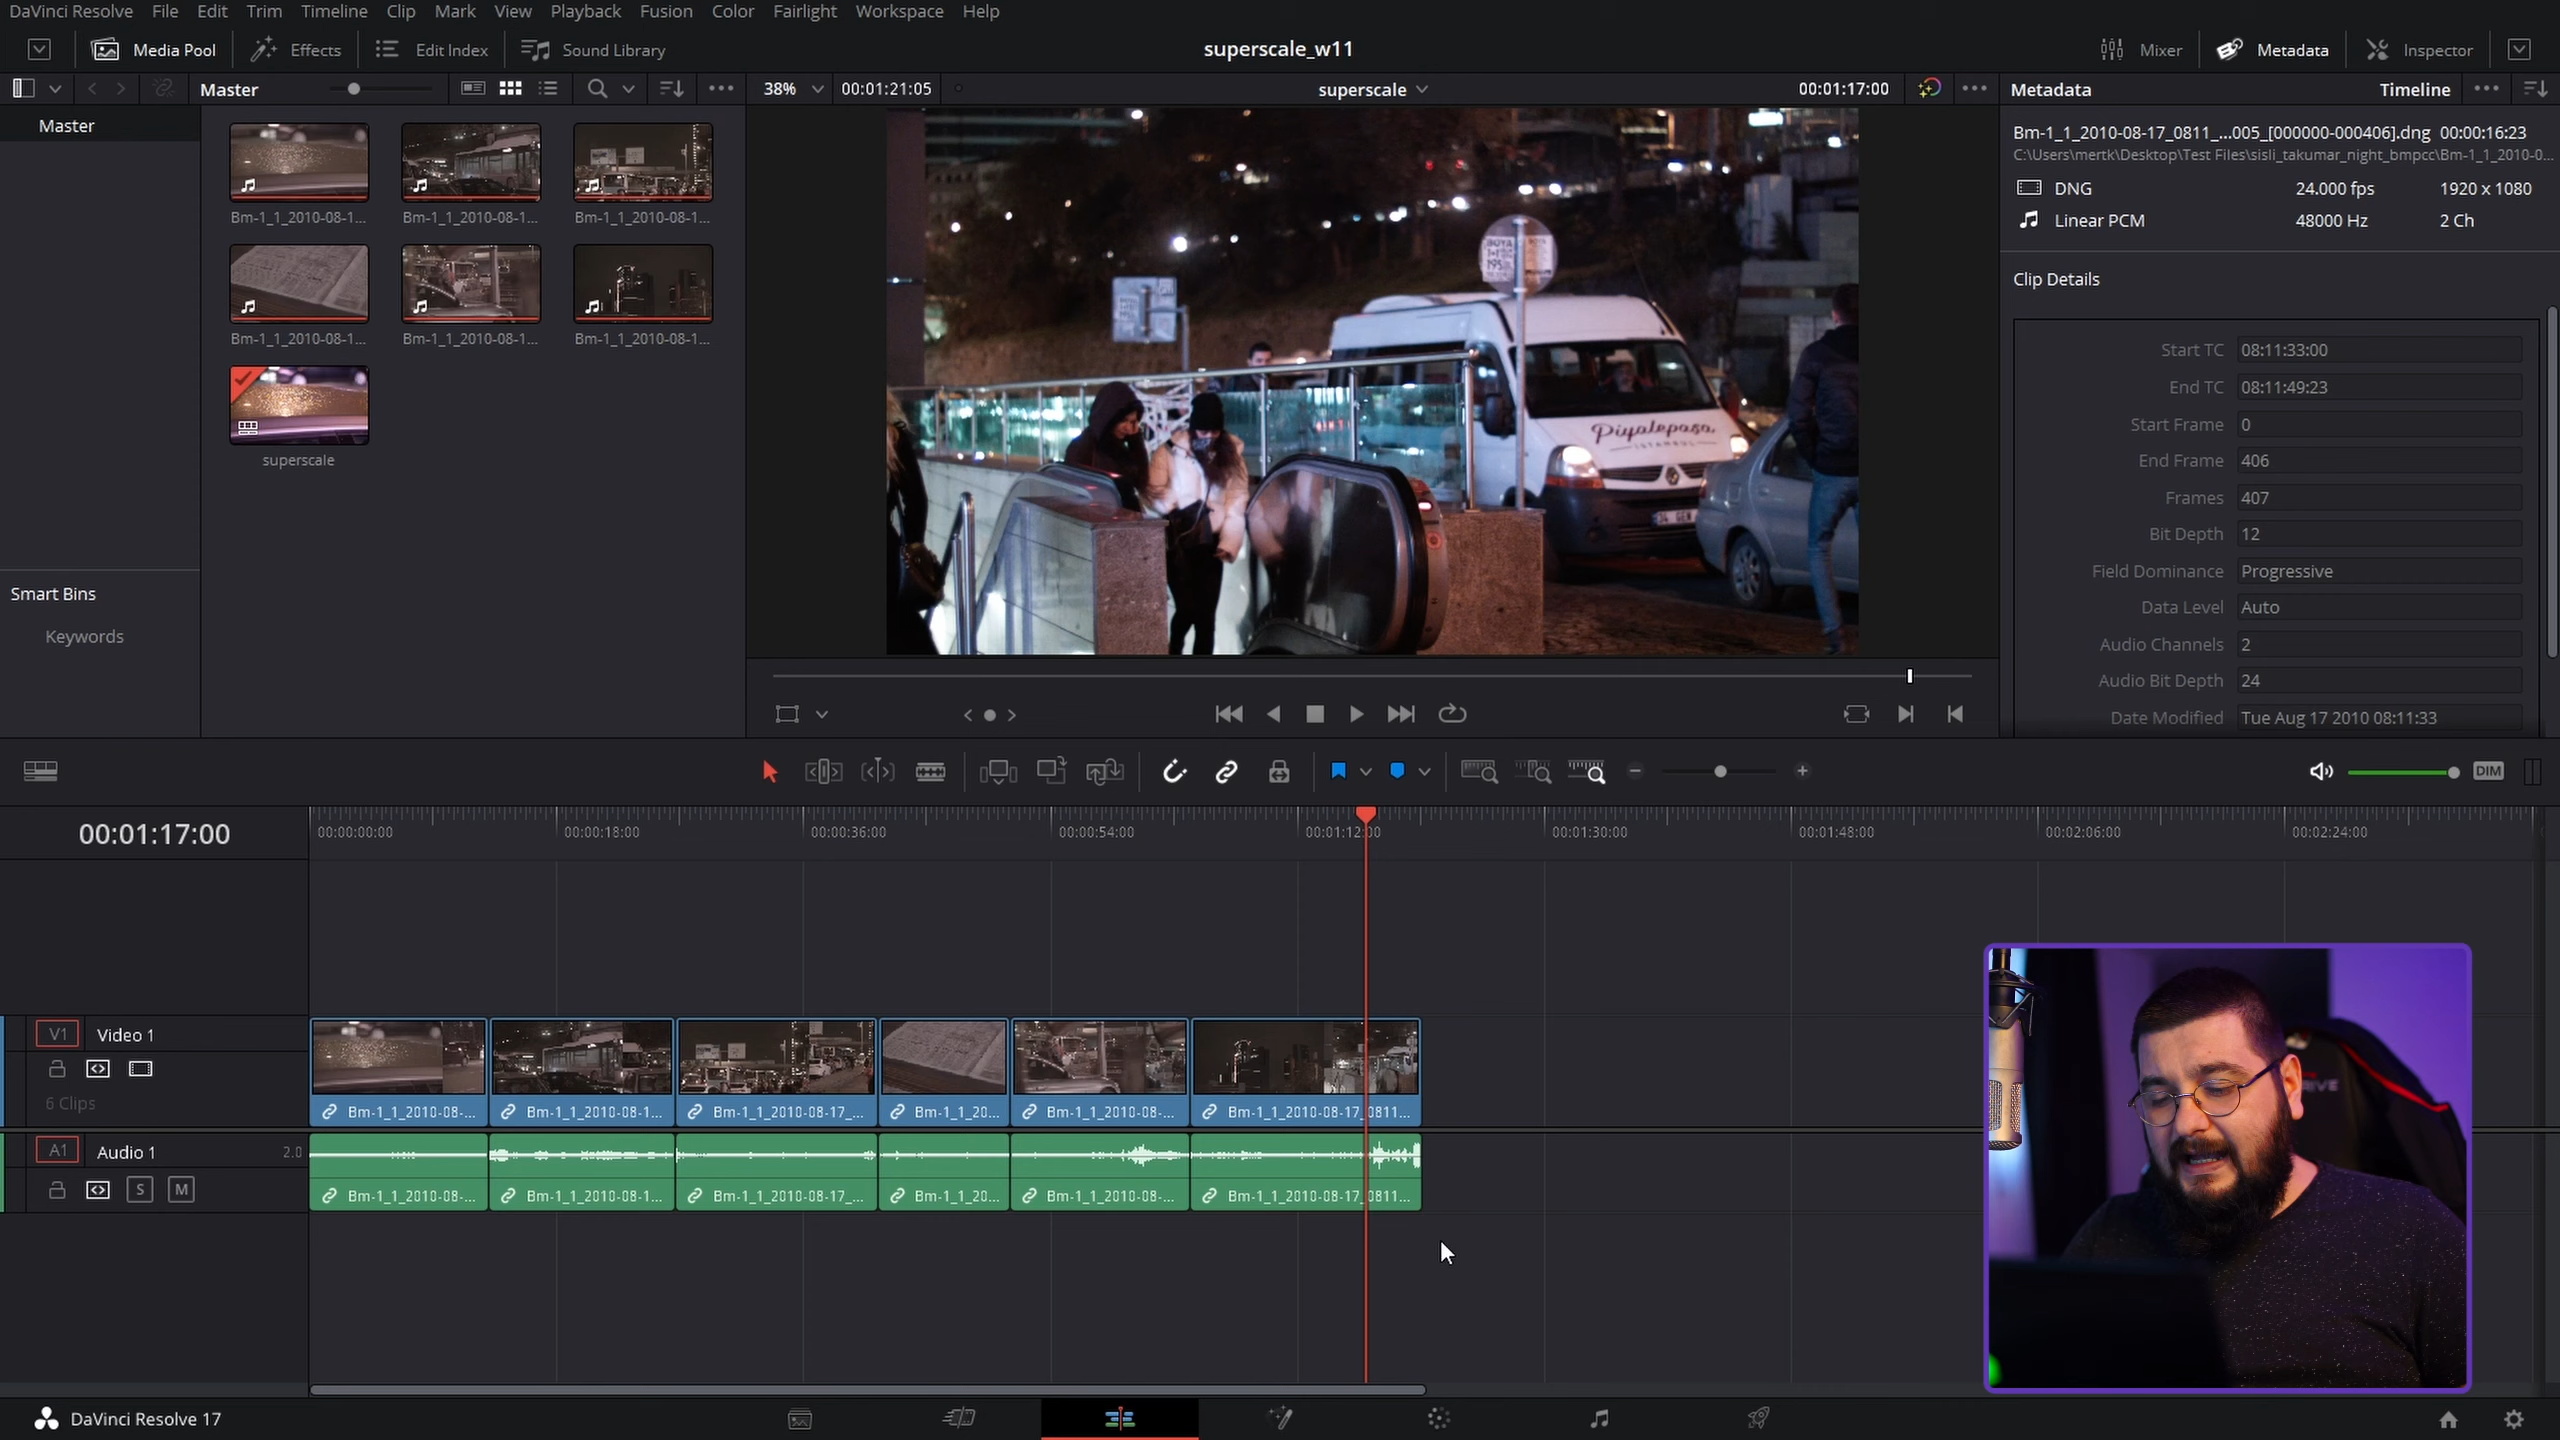 DaVinci Resolve File Edit Trim Timeline Clip Mark View Playback Fusion Color Fairlight Workspace Help
Media Pool Effects Edit Index Sound Library superscale_w11 Mixer Metadata Inspector
Master 38% 00:01:21:05 superscale 00:01:17:00 Metadata Timeline
Master
Bm-1_1_2010-08-1... Bm-1_1_2010-08-1... Bm-1_1_2010-08-1...
Bm-1_1_2010-08-1... Bm-1_1_2010-08-1... Bm-1_1_2010-08-1...
superscale
Smart Bins
Keywords
BOYA
195
Piyalepaşa
İSTANBUL
Bm-1_1_2010-08-17_0811_...005_[000000-000406].dng 00:00:16:23
C:\Users\mertk\Desktop\Test Files\sisli_takumar_night_bmpcc\Bm-1_1_2010-0...
DNG 24.000 fps 1920 x 1080
Linear PCM 48000 Hz 2 Ch
Clip Details
Start TC 08:11:33:00
End TC 08:11:49:23
Start Frame 0
End Frame 406
Frames 407
Bit Depth 12
Field Dominance Progressive
Data Level Auto
Audio Channels 2
Audio Bit Depth 24
Date Modified Tue Aug 17 2010 08:11:33
DIM
00:01:17:00 00:00:00:00 00:00:18:00 00:00:36:00 00:00:54:00 00:01:12:00 00:01:30:00 00:01:48:00 00:02:06:00 00:02:24:00
V1 Video 1
6 Clips
Bm-1_1_2010-08-... Bm-1_1_2010-08-1... Bm-1_1_2010-08-17_... Bm-1_1_20... Bm-1_1_2010-08-... Bm-1_1_2010-08-17_0811...
A1 Audio 1 2.0
S M
Bm-1_1_2010-08-... Bm-1_1_2010-08-1... Bm-1_1_2010-08-17_... Bm-1_1_20... Bm-1_1_2010-08-... Bm-1_1_2010-08-17_0811...
DaVinci Resolve 17